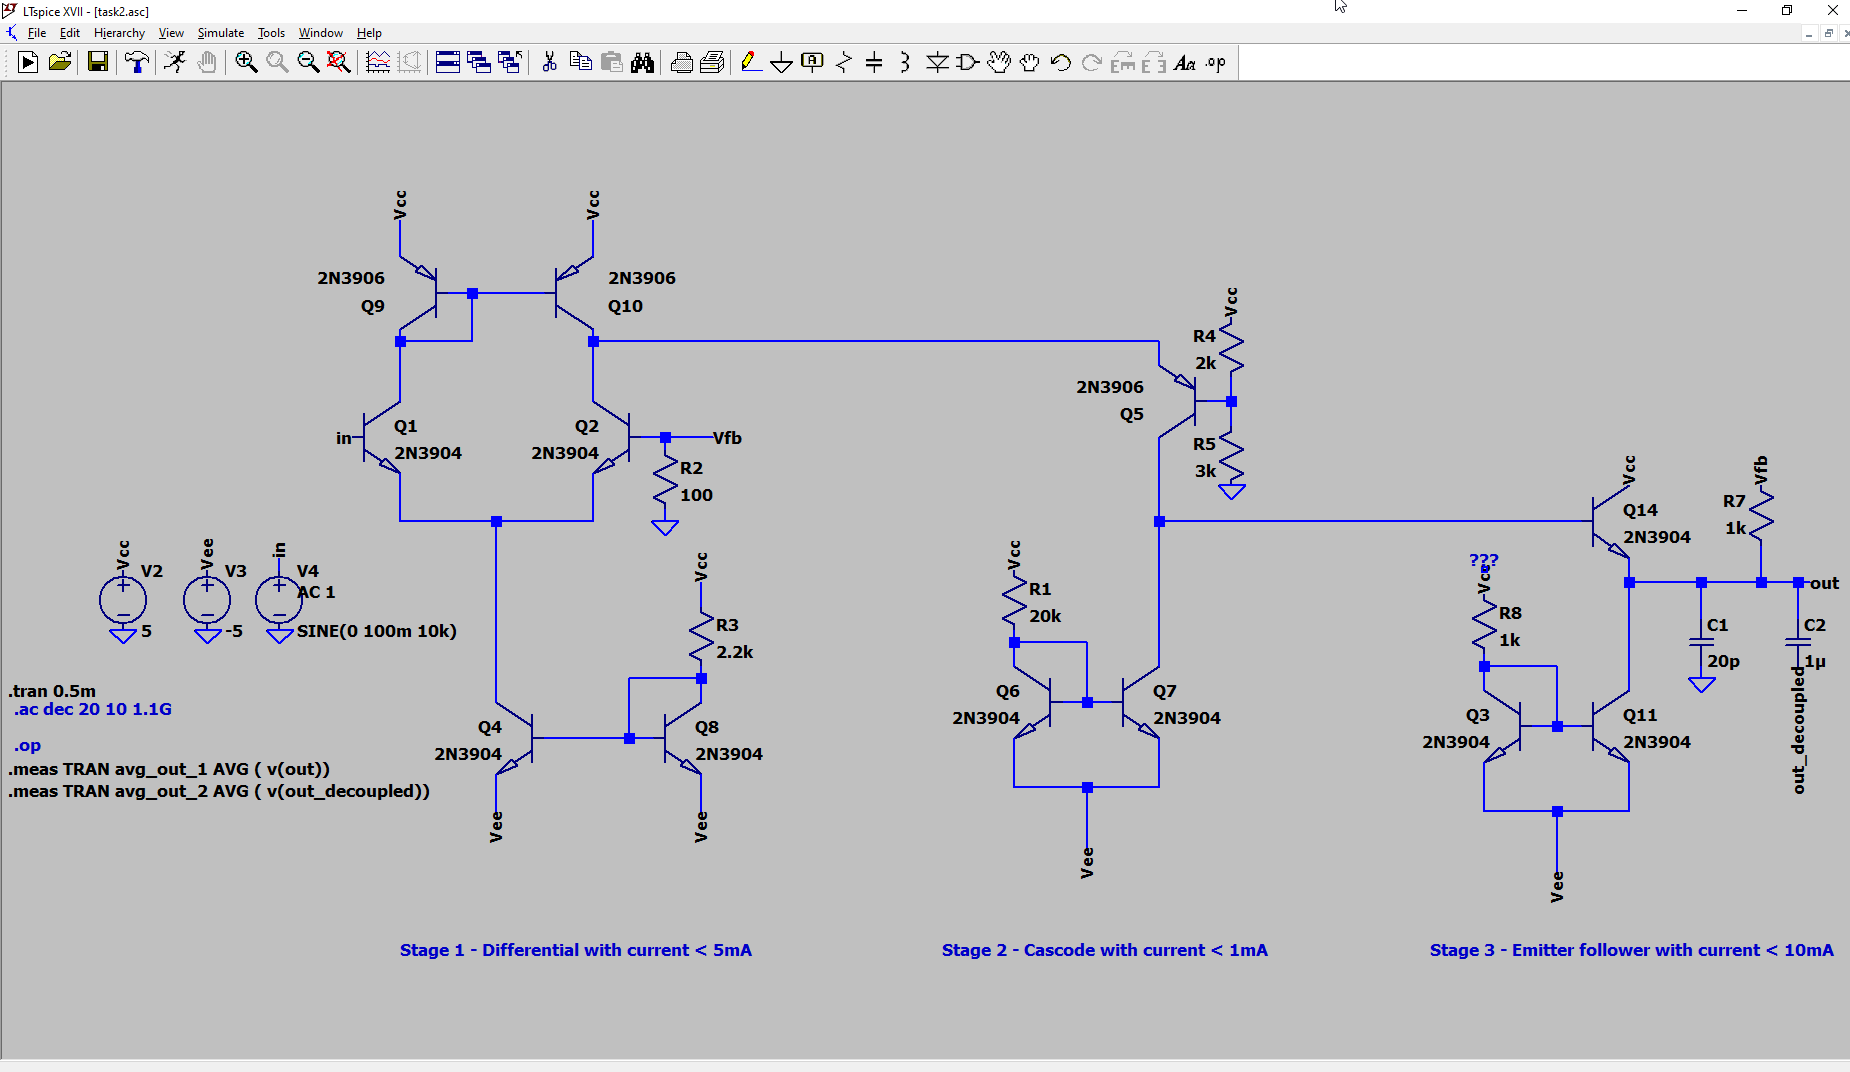 LTspice XVII - [task2.asc]
File Edit Hierarchy View Simulate Tools Window Help
A Aa .op
Vcc Vcc
2N3906 2N3906
Q9 Q10
Vcc
R4
2k
2N3906
Q5
in Q1 Q2 Vfb
2N3904 2N3904
R5
3k
R2
100
Vcc Vee in
V2 V3 V4
AC 1
5 -5 SINE(0 100m 10k)
Vcc
R3
2.2k
Vcc
R1
20k
Vcc Vfb
Q14 R7
2N3904 1k
???
Vcc
R8
1k
out
C1 C2
20p 1µ
out_decoupled
.tran 0.5m
.ac dec 20 10 1.1G
.op
.meas TRAN avg_out_1 AVG ( v(out))
.meas TRAN avg_out_2 AVG ( v(out_decoupled))
Q4 Q8
2N3904 2N3904
Vee Vee
Q6 Q7
2N3904 2N3904
Vee
Q3 Q11
2N3904 2N3904
Vee
Stage 1 - Differential with current < 5mA
Stage 2 - Cascode with current < 1mA
Stage 3 - Emitter follower with current < 10mA